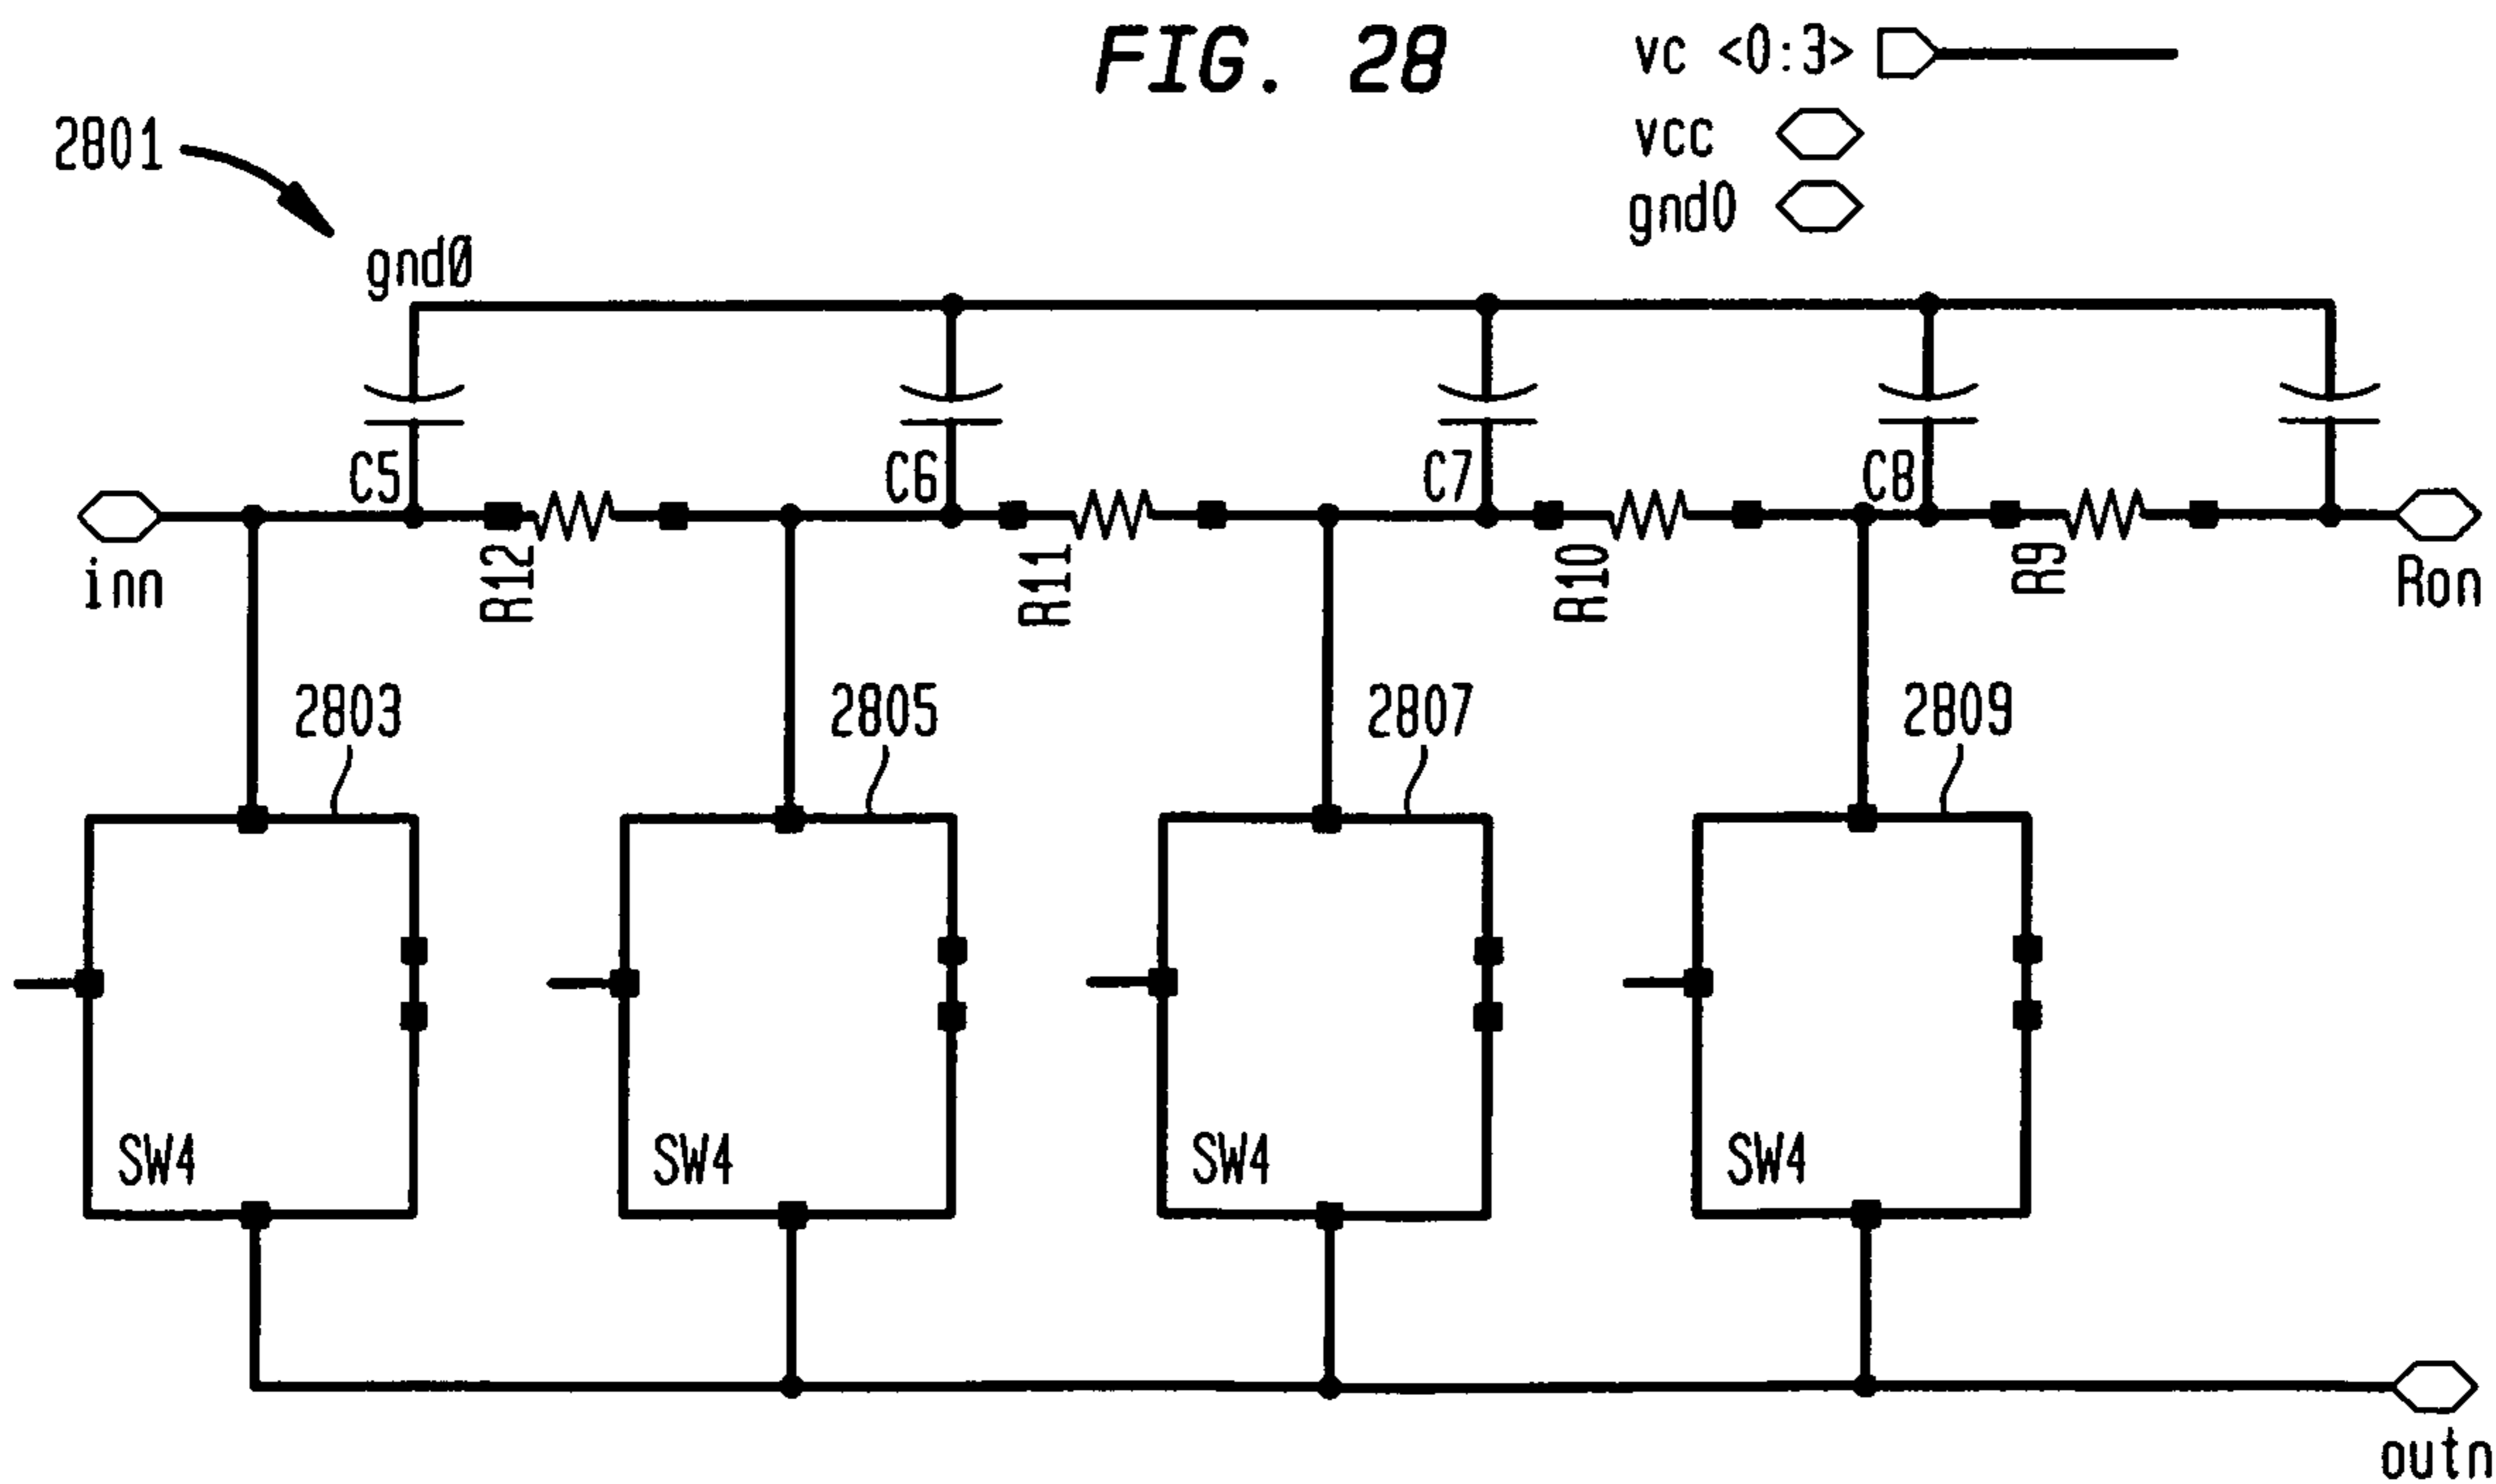 FIG. 28
vc <0:3>
vcc
gnd0
2801
gnd0
C5
C6
C7
C8
inn
R12
R11
R10
R9
Ron
2803
2805
2807
2809
SW4
SW4
SW4
SW4
outn